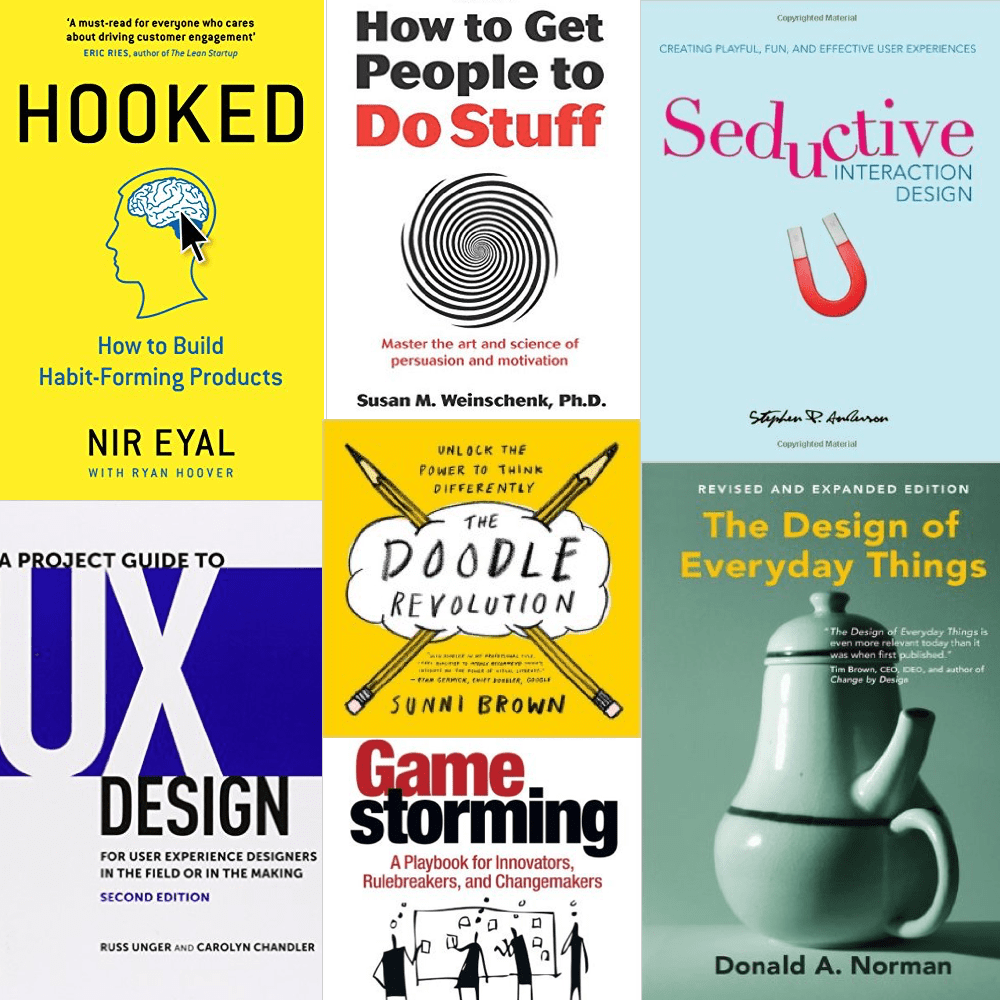 'A must-read for everyone who cares
about driving customer engagement'
ERIC RIES, author of The Lean Startup
HOOKED
How to Build
Habit-Forming Products
NIR EYAL
WITH RYAN HOOVER
How to Get
People to
Do Stuff
Master the art and science of
persuasion and motivation
Susan M. Weinschenk, Ph.D.
Copyrighted Material
CREATING PLAYFUL, FUN, AND EFFECTIVE USER EXPERIENCES
Seductive
INTERACTION
DESIGN
Stephen P. Anderson
Copyrighted Material
A PROJECT GUIDE TO
UX
DESIGN
FOR USER EXPERIENCE DESIGNERS
IN THE FIELD OR IN THE MAKING
SECOND EDITION
RUSS UNGER AND CAROLYN CHANDLER
UNLOCK THE
POWER TO THINK
DIFFERENTLY
THE
DOODLE
REVOLUTION
SUNNI BROWN
Game
storming
A Playbook for Innovators,
Rulebreakers, and Changemakers
REVISED AND EXPANDED EDITION
The Design of
Everyday Things
"The Design of Everyday Things is
even more relevant today than it
was when first published."
Tim Brown, CEO, IDEO, and author of
Change by Design
Donald A. Norman